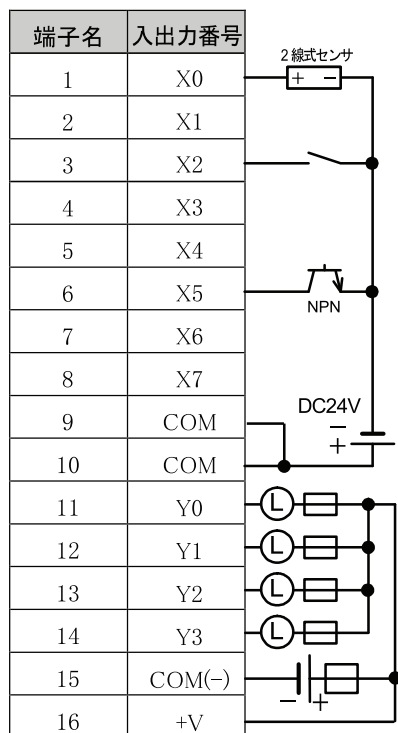 端子名 入出力番号
2線式センサ
1 X0 + −
2 X1
3 X2
4 X3
5 X4
6 X5
NPN
7 X6
8 X7
DC24V
9 COM −
+
10 COM
11 Y0 L
12 Y1 L
13 Y2 L
14 Y3 L
15 COM(-)
− +
16 +V